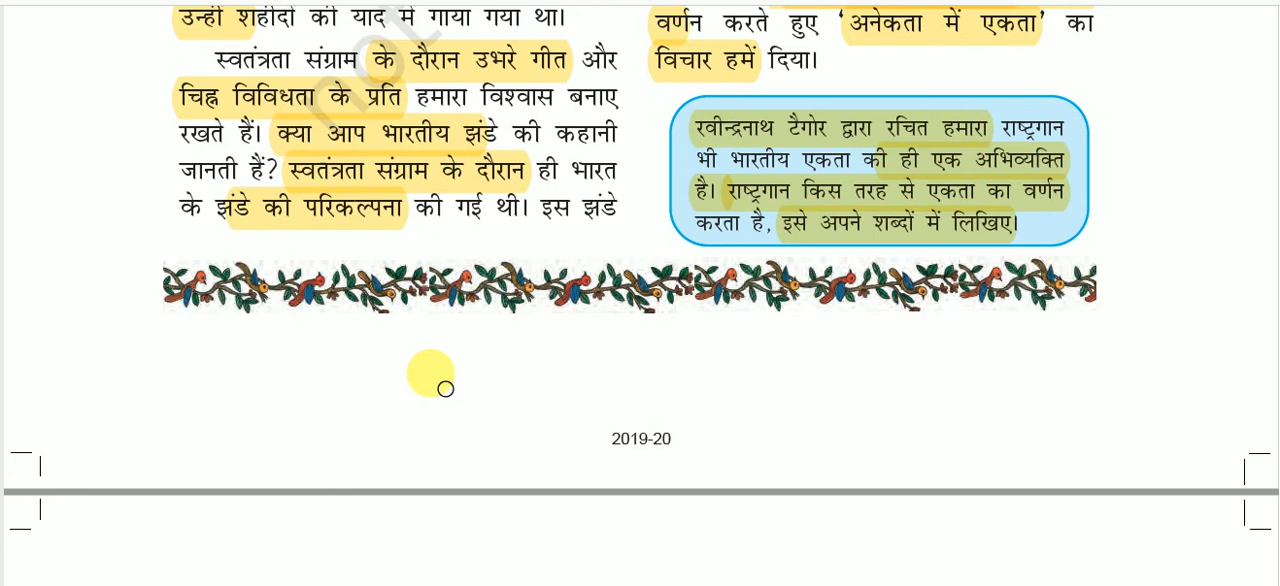 उन्हीं शहीदों की याद में गाया गया था।
स्वतंत्रता संग्राम के दौरान उभरे गीत और
चिह्न विविधता के प्रति हमारा विश्वास बनाए
रखते हैं। क्या आप भारतीय झंडे की कहानी
जानती हैं? स्वतंत्रता संग्राम के दौरान ही भारत
के झंडे की परिकल्पना की गई थी। इस झंडे
वर्णन करते हुए ‘अनेकता में एकता’ का
विचार हमें दिया।
रवीन्द्रनाथ टैगोर द्वारा रचित हमारा राष्ट्रगान
भी भारतीय एकता की ही एक अभिव्यक्ति
है। राष्ट्रगान किस तरह से एकता का वर्णन
करता है, इसे अपने शब्दों में लिखिए।
not
2019-20